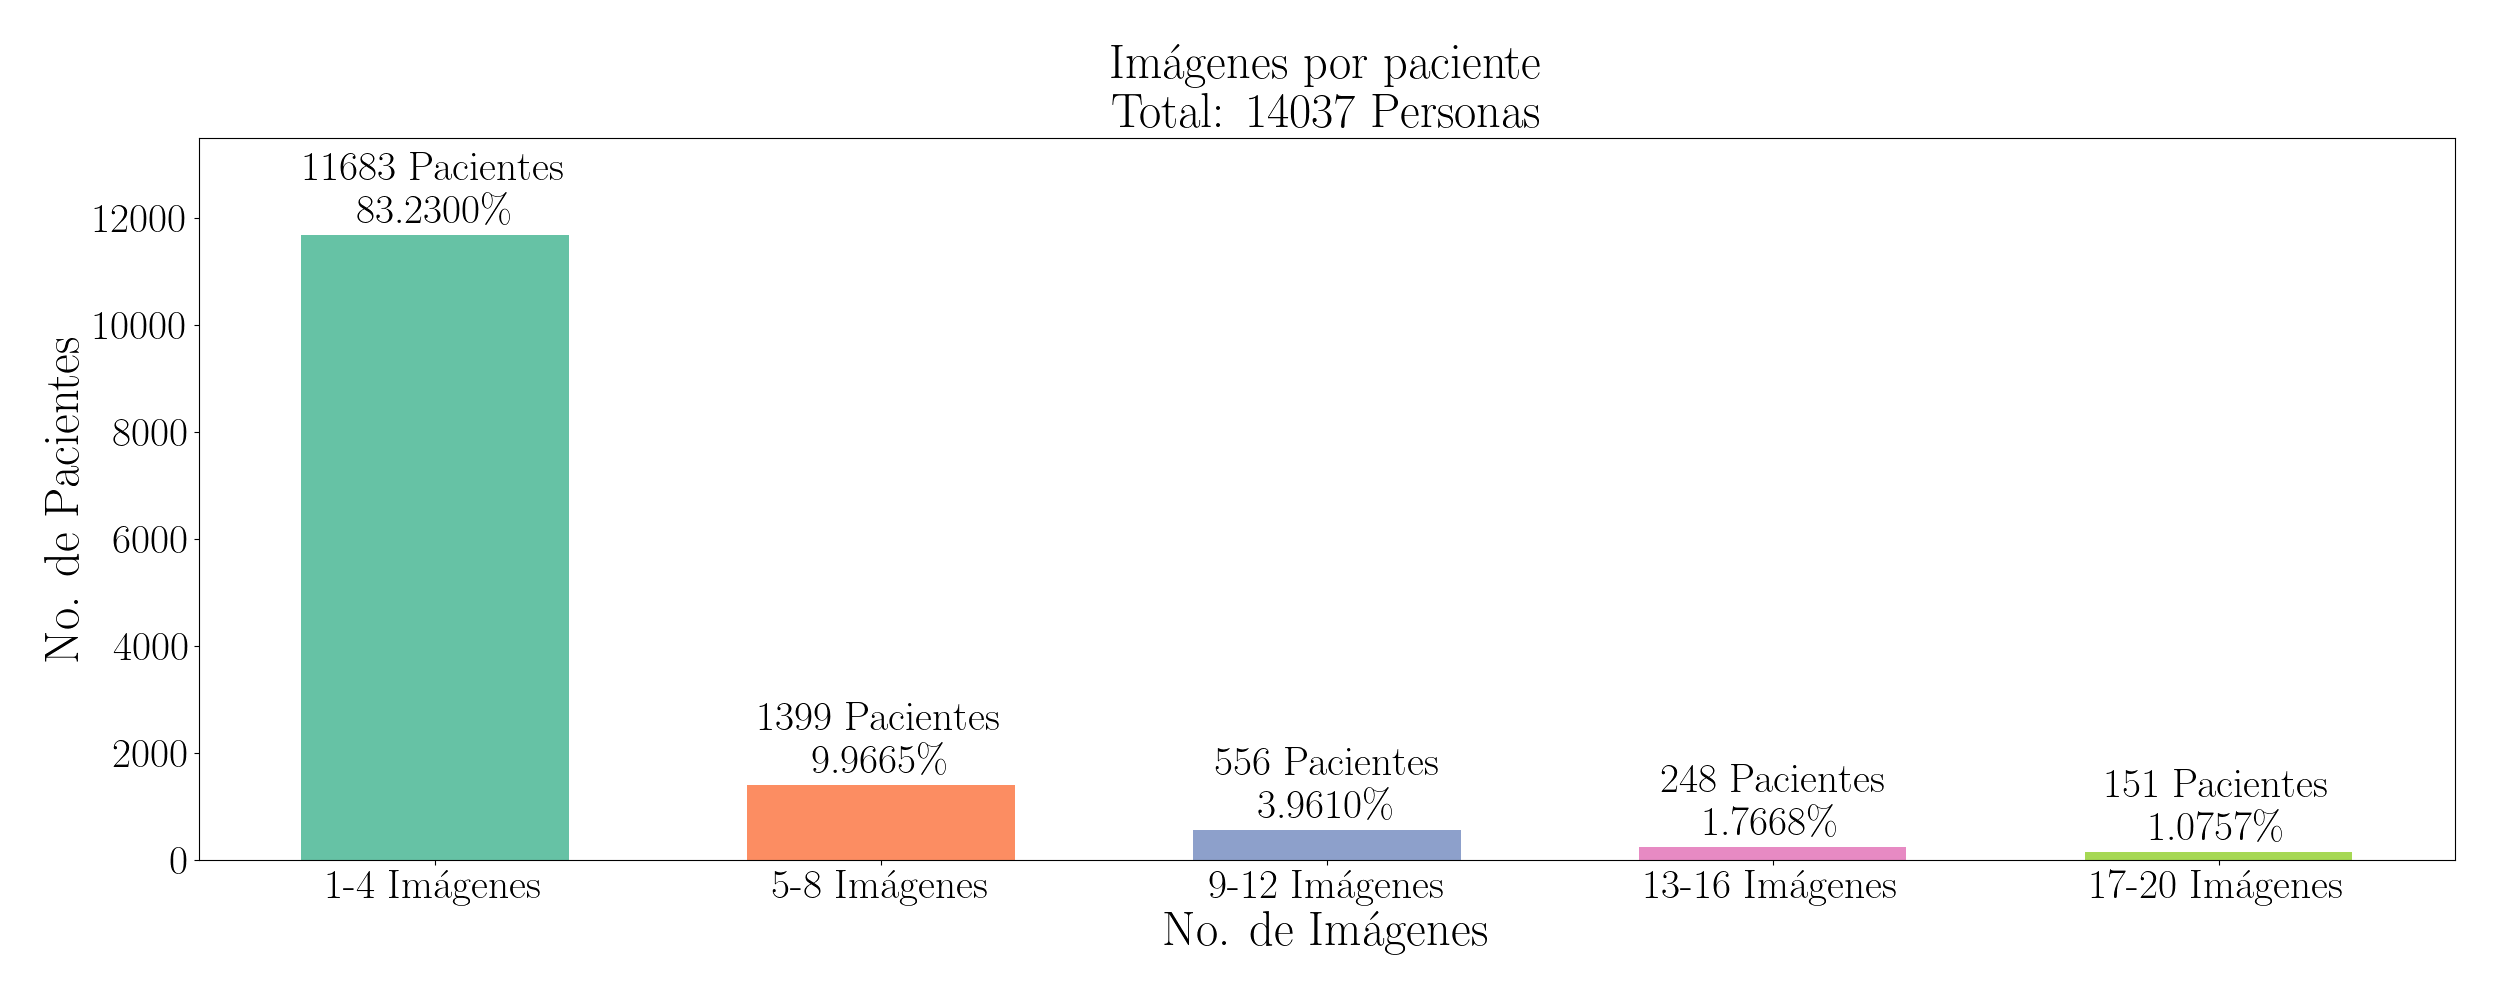 Imágenes por paciente
Total: 14037 Personas
11683 Pacientes
83.2300%
1399 Pacientes
9.9665%
556 Pacientes
3.9610%
248 Pacientes
1.7668%
151 Pacientes
1.0757%
12000
10000
8000
6000
4000
2000
0
No. de Pacientes
1-4 Imágenes
5-8 Imágenes
9-12 Imágenes
13-16 Imágenes
17-20 Imágenes
No. de Imágenes